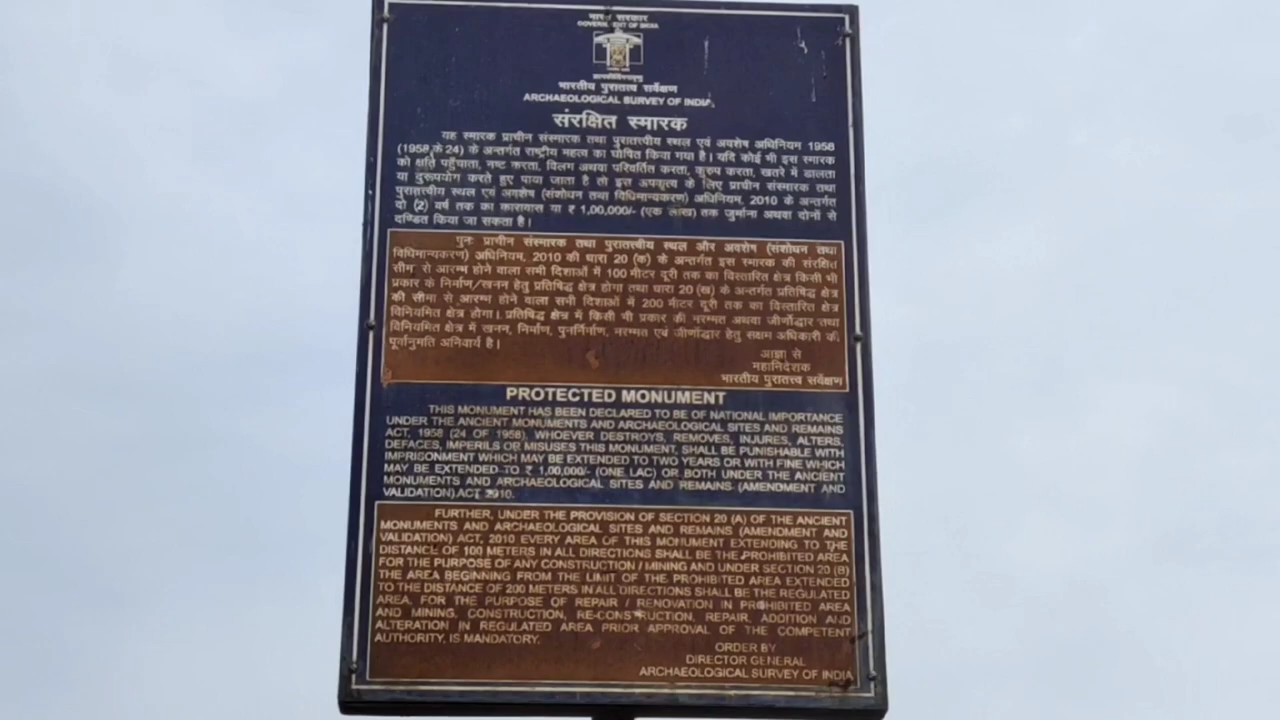 भारत सरकार
GOVERNMENT OF INDIA
भारतीय पुरातत्त्व सर्वेक्षण
ARCHAEOLOGICAL SURVEY OF INDIA
संरक्षित स्मारक
यह स्मारक प्राचीन संस्मारक तथा पुरातत्त्वीय स्थल एवं अवशेष अधिनियम 1958
(1958 के 24) के अन्तर्गत राष्ट्रीय महत्व का घोषित किया गया है। यदि कोई भी इस स्मारक
को क्षति पहुँचाता, नष्ट करता, विलग अथवा परिवर्तित करता, कुरुप करता, खतरे में डालता
या दुरूपयोग करते हुए पाया जाता है तो इस अपकृत्य के लिए प्राचीन संस्मारक तथा
पुरातत्त्वीय स्थल एवं अवशेष (संशोधन तथा विधिमान्यकरण) अधिनियम, 2010 के अन्तर्गत
दो (2) वर्ष तक का कारावास या ₹ 1,00,000/- (एक लाख) तक जुर्माना अथवा दोनों से
दण्डित किया जा सकता है।
पुनः प्राचीन संस्मारक तथा पुरातत्त्वीय स्थल और अवशेष (संशोधन तथा
विधिमान्यकरण) अधिनियम, 2010 की धारा 20 (क) के अन्तर्गत इस स्मारक की संरक्षित
सीमा से आरम्भ होने वाला सभी दिशाओं में 100 मीटर दूरी तक का विस्तारित क्षेत्र किसी भी
प्रकार के निर्माण/खनन हेतु प्रतिषिद्ध क्षेत्र होगा तथा धारा 20 (ख) के अन्तर्गत प्रतिषिद्ध क्षेत्र
की सीमा से आरम्भ होने वाला सभी दिशाओं में 200 मीटर दूरी तक का विस्तारित क्षेत्र
विनियमित क्षेत्र होगा। प्रतिषिद्ध क्षेत्र में किसी भी प्रकार की मरम्मत अथवा जीर्णोद्धार तथा
विनियमित क्षेत्र में खनन, निर्माण, पुनर्निर्माण, मरम्मत एवं जीर्णोद्धार हेतु सक्षम अधिकारी की
पूर्वानुमति अनिवार्य है।
आज्ञा से
महानिदेशक
भारतीय पुरातत्त्व सर्वेक्षण
PROTECTED MONUMENT
THIS MONUMENT HAS BEEN DECLARED TO BE OF NATIONAL IMPORTANCE
UNDER THE ANCIENT MONUMENTS AND ARCHAEOLOGICAL SITES AND REMAINS
ACT, 1958 (24 OF 1958). WHOEVER DESTROYS, REMOVES, INJURES, ALTERS,
DEFACES, IMPERILS OR MISUSES THIS MONUMENT, SHALL BE PUNISHABLE WITH
IMPRISONMENT WHICH MAY BE EXTENDED TO TWO YEARS OR WITH FINE WHICH
MAY BE EXTENDED TO ₹ 1,00,000/- (ONE LAC) OR BOTH UNDER THE ANCIENT
MONUMENTS AND ARCHAEOLOGICAL SITES AND REMAINS (AMENDMENT AND
VALIDATION) ACT 2010.
FURTHER, UNDER THE PROVISION OF SECTION 20 (A) OF THE ANCIENT
MONUMENTS AND ARCHAEOLOGICAL SITES AND REMAINS (AMENDMENT AND
VALIDATION) ACT, 2010 EVERY AREA OF THIS MONUMENT EXTENDING TO THE
DISTANCE OF 100 METERS IN ALL DIRECTIONS SHALL BE THE PROHIBITED AREA
FOR THE PURPOSE OF ANY CONSTRUCTION / MINING AND UNDER SECTION 20 (B)
THE AREA BEGINNING FROM THE LIMIT OF THE PROHIBITED AREA EXTENDED
TO THE DISTANCE OF 200 METERS IN ALL DIRECTIONS SHALL BE THE REGULATED
AREA. FOR THE PURPOSE OF REPAIR / RENOVATION IN PROHIBITED AREA
AND MINING, CONSTRUCTION, RE-CONSTRUCTION, REPAIR, ADDITION AND
ALTERATION IN REGULATED AREA PRIOR APPROVAL OF THE COMPETENT
AUTHORITY, IS MANDATORY.
ORDER BY
DIRECTOR GENERAL
ARCHAEOLOGICAL SURVEY OF INDIA